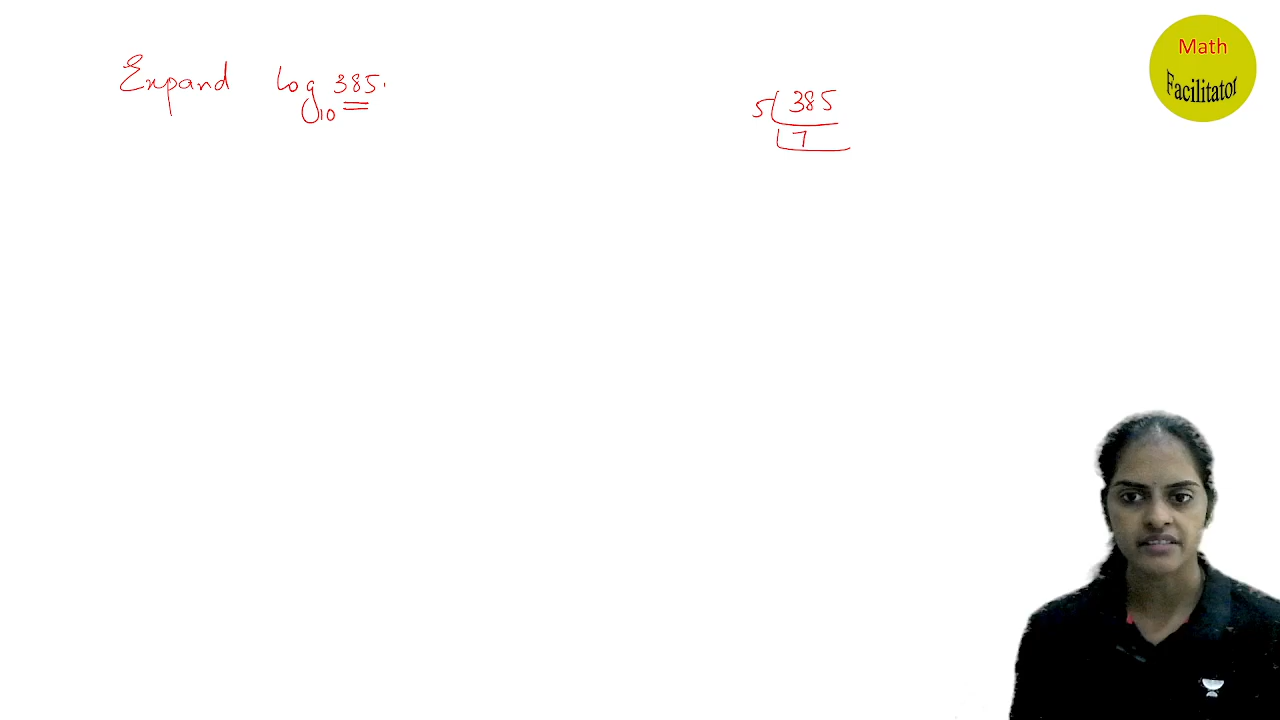 Expand log₁₀ 385.
5 | 385
7
Math
Facilitator